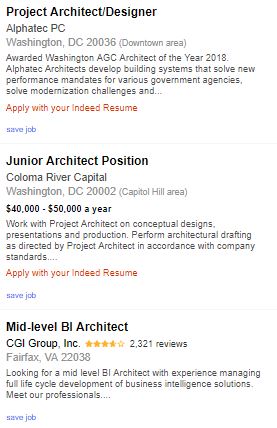 Project Architect/Designer
Alphatec PC
Washington, DC 20036 (Downtown area)
Awarded Washington AGC Architect of the Year 2018.
Alphatec Architects develop building systems that solve new
performance mandates for various government agencies,
solve modernization challenges and...
Apply with your Indeed Resume
save job
Junior Architect Position
Coloma River Capital
Washington, DC 20002 (Capitol Hill area)
$40,000 - $50,000 a year
Work with Project Architect on conceptual designs,
presentations and production. Perform architectural drafting
as directed by Project Architect in accordance with company
standards....
Apply with your Indeed Resume
save job
Mid-level BI Architect
CGI Group, Inc. 2,321 reviews
Fairfax, VA 22038
Looking for a mid level BI Architect with experience managing
full life cycle development of business intelligence solutions.
Meet our professionals....
save job